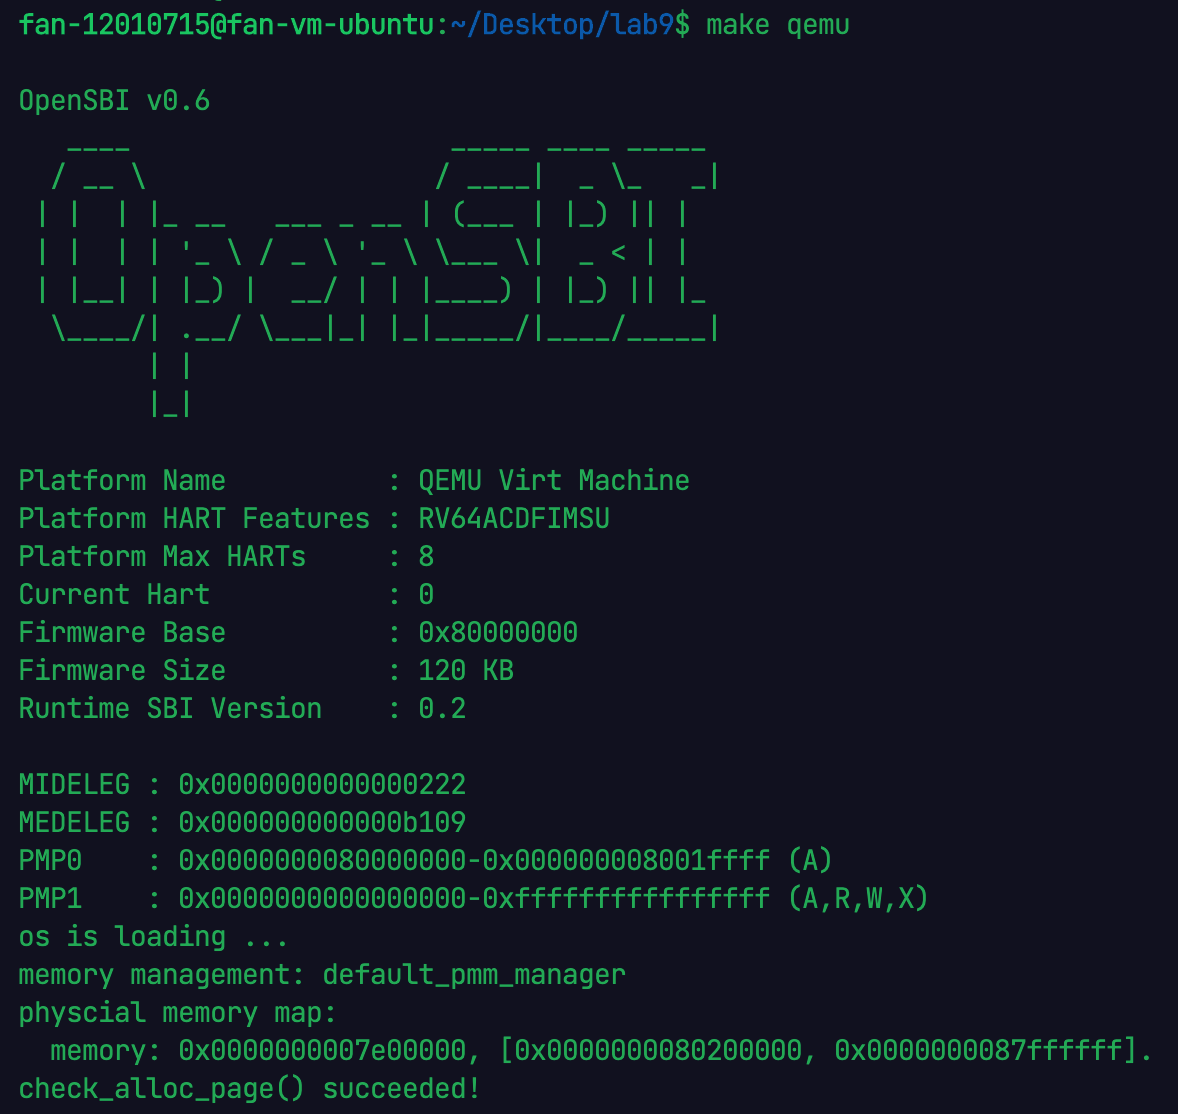 fan-12010715@fan-vm-ubuntu:~/Desktop/lab9$ make qemu

OpenSBI v0.6
   ____                    _____ ____ _____
  / __ \                  / ____|  _ \_   _|
 | |  | |_ __   ___ _ __ | (___ | |_) || |
 | |  | | '_ \ / _ \ '_ \ \___ \|  _ < | |
 | |__| | |_) |  __/ | | |____) | |_) || |_
  \____/| .__/ \___|_| |_|_____/|____/_____|
        | |
        |_|

Platform Name          : QEMU Virt Machine
Platform HART Features : RV64ACDFIMSU
Platform Max HARTs     : 8
Current Hart           : 0
Firmware Base          : 0x80000000
Firmware Size          : 120 KB
Runtime SBI Version    : 0.2

MIDELEG : 0x0000000000000222
MEDELEG : 0x000000000000b109
PMP0    : 0x0000000080000000-0x000000008001ffff (A)
PMP1    : 0x0000000000000000-0xffffffffffffffff (A,R,W,X)
os is loading ...
memory management: default_pmm_manager
physcial memory map:
  memory: 0x0000000007e00000, [0x0000000080200000, 0x0000000087ffffff].
check_alloc_page() succeeded!